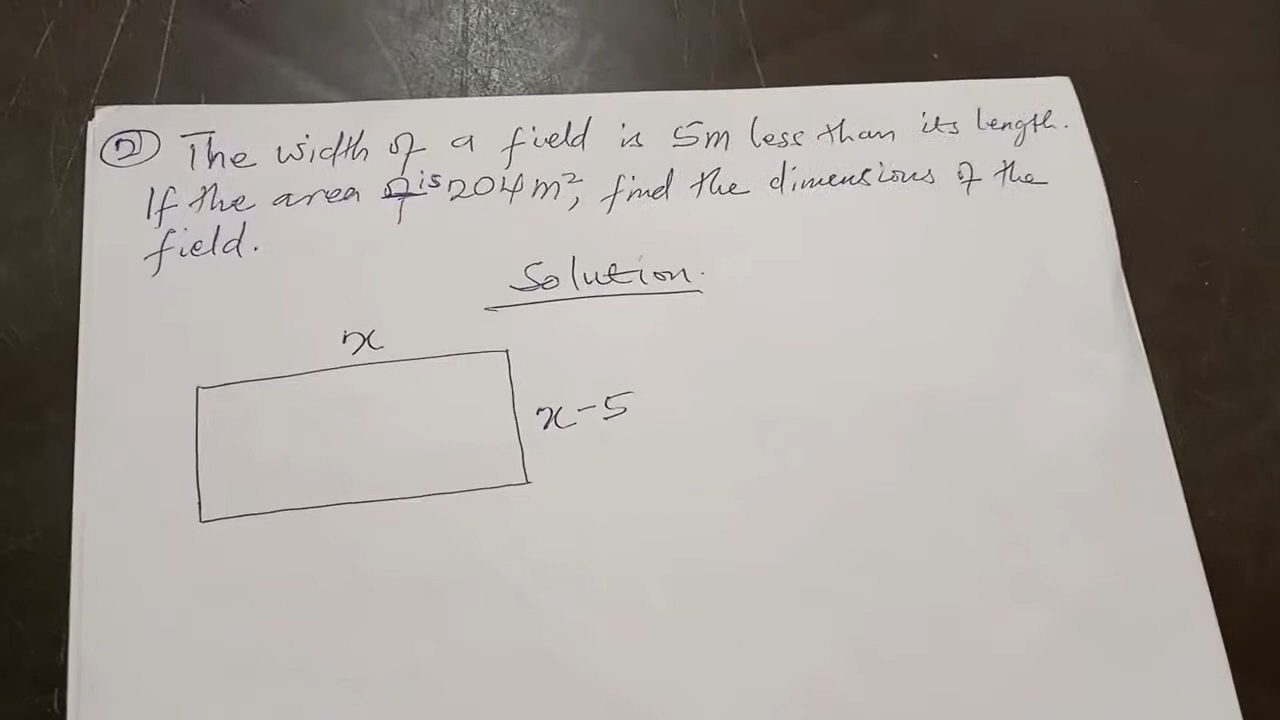 ② The width of a field is 5m less than its length.
If the area is 204m², find the dimensions of the
field.
Solution.
x
x-5